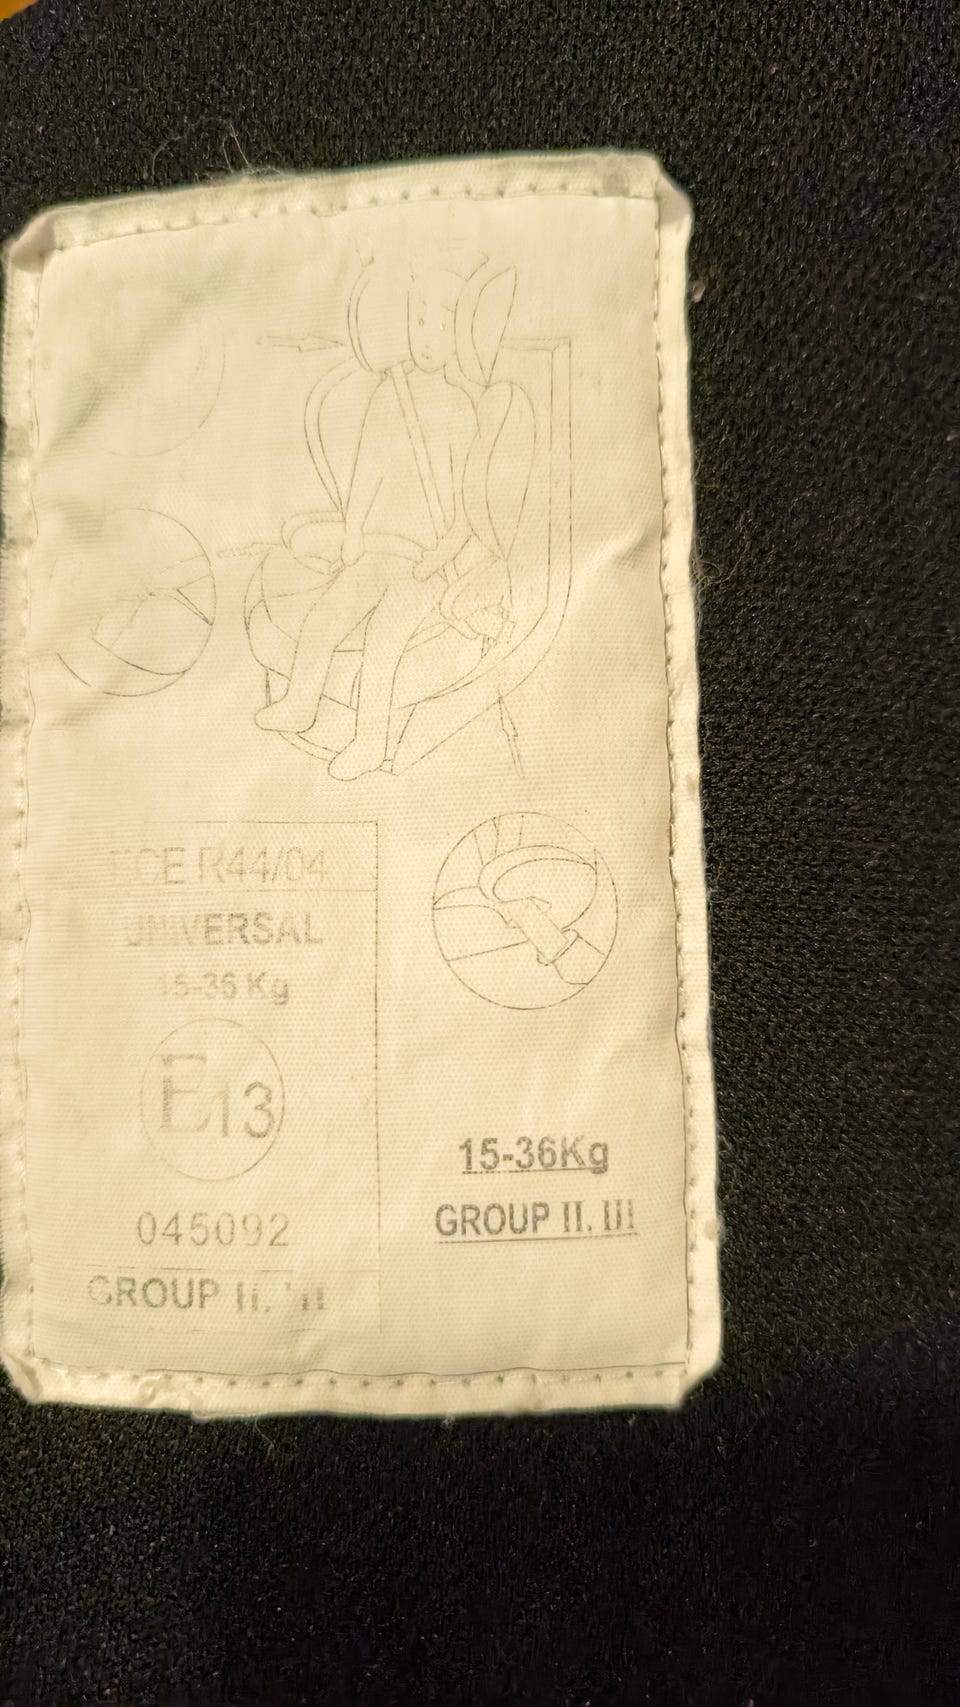 ECE R44/04
UNIVERSAL
15-36 Kg
E13
045092
GROUP II. III
15-36Kg
GROUP II. III